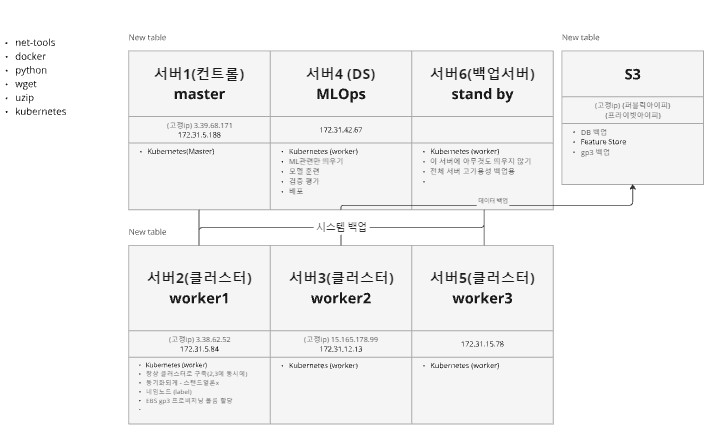 net-tools
docker
python
wget
uzip
kubernetes
New table
서버1(컨트롤)
master
(고정ip) 3.39.68.171
172.31.5.188
Kubernetes(Master)
서버4 (DS)
MLOps
172.31.42.67
Kubernetes (worker)
ML관련만 띄우기
모델 훈련
검증 평가
배포
서버6(백업서버)
stand by
Kubernetes (worker)
이 서버에 아무것도 띄우지 않기
전체 서버 고가용성 백업용
New table
S3
(고정ip) (퍼블릭아이피)
(프라이빗아이피)
DB 백업
Feature Store
gp3 백업
데이터 백업
시스템 백업
New table
서버2(클러스터)
worker1
(고정ip) 3.38.62.52
172.31.5.84
Kubernetes (worker)
항상 클러스터로 구축(2,3에 동시에)
동기화되게 - 스탠드얼론x
네임노드 (label)
EBS gp3 프로비저닝 볼륨 할당
서버3(클러스터)
worker2
(고정ip) 15.165.178.99
172.31.12.13
Kubernetes (worker)
서버5(클러스터)
worker3
172.31.15.78
Kubernetes (worker)